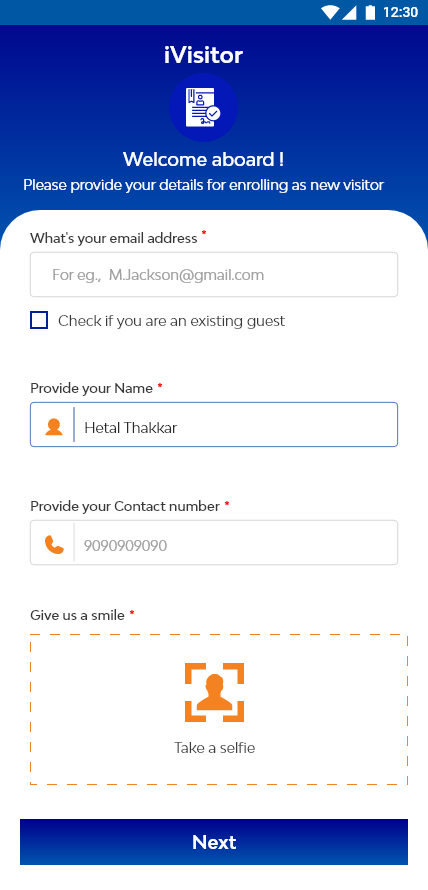 12:30
iVisitor
Welcome aboard !
Please provide your details for enrolling as new visitor
What's your email address *
For eg., M.Jackson@gmail.com
Check if you are an existing guest
Provide your Name *
Hetal Thakkar
Provide your Contact number *
9090909090
Give us a smile *
Take a selfie
Next